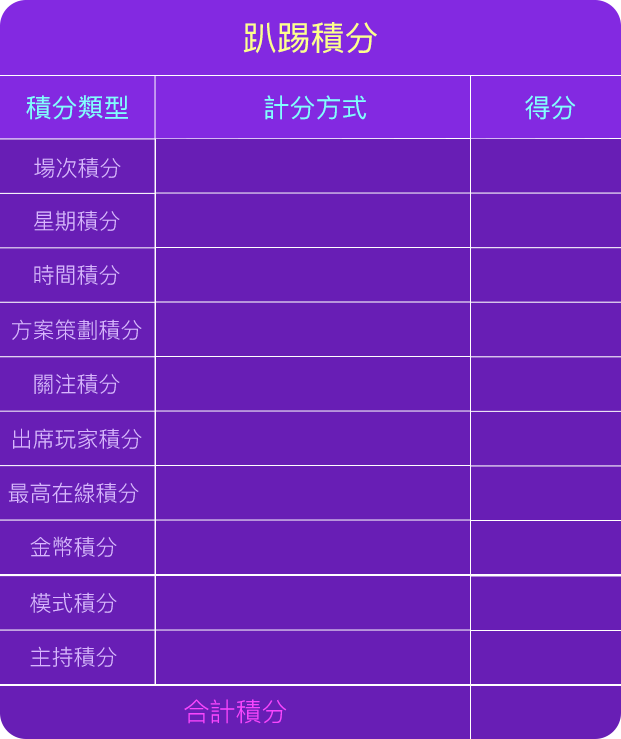 趴踢積分
積分類型 計分方式 得分
場次積分
星期積分
時間積分
方案策劃積分
關注積分
出席玩家積分
最高在線積分
金幣積分
模式積分
主持積分
合計積分